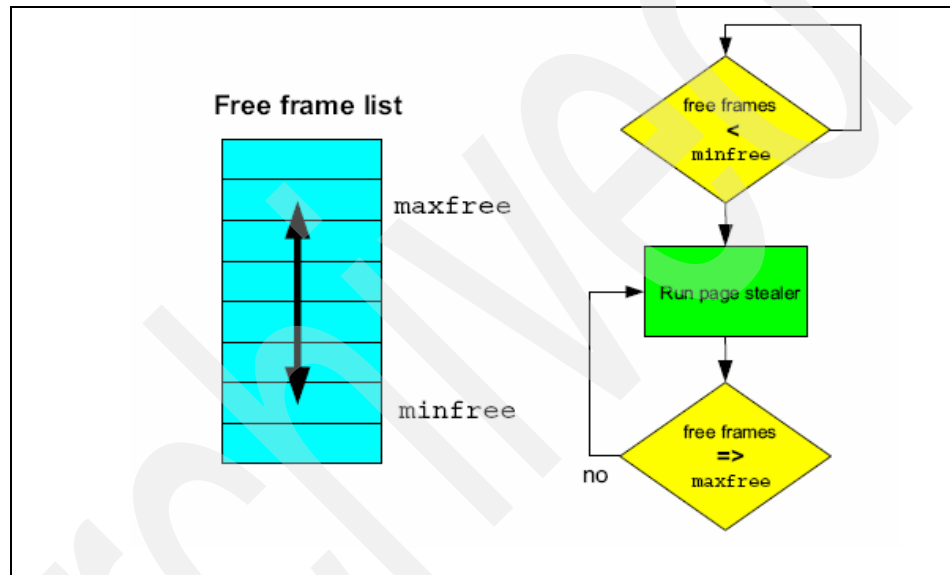 Free frame list
maxfree
minfree
free frames
<
minfree
Run page stealer
free frames
=>
maxfree
no